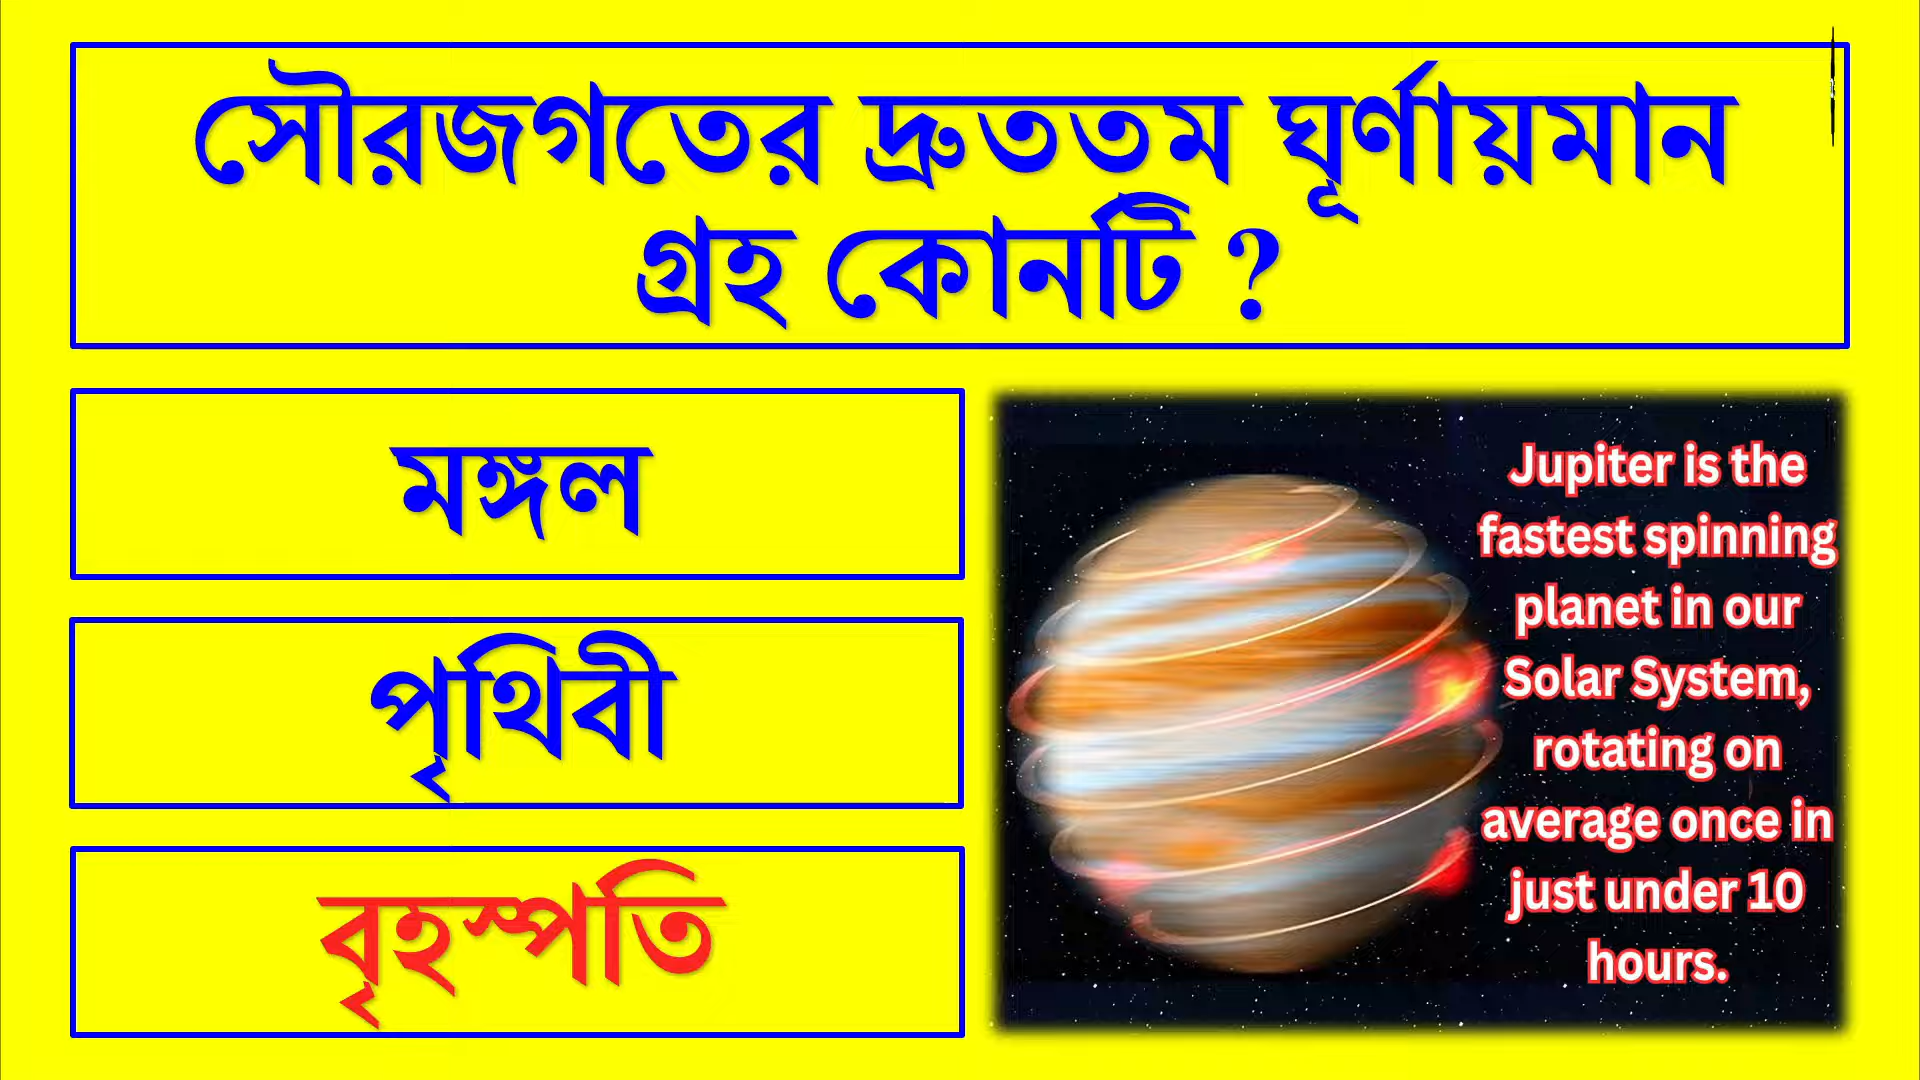 সৌরজগতের দ্রুততম ঘূর্ণায়মান
গ্রহ কোনটি ?
মঙ্গল
পৃথিবী
বৃহস্পতি
Jupiter is the
fastest spinning
planet in our
Solar System,
rotating on
average once in
just under 10
hours.